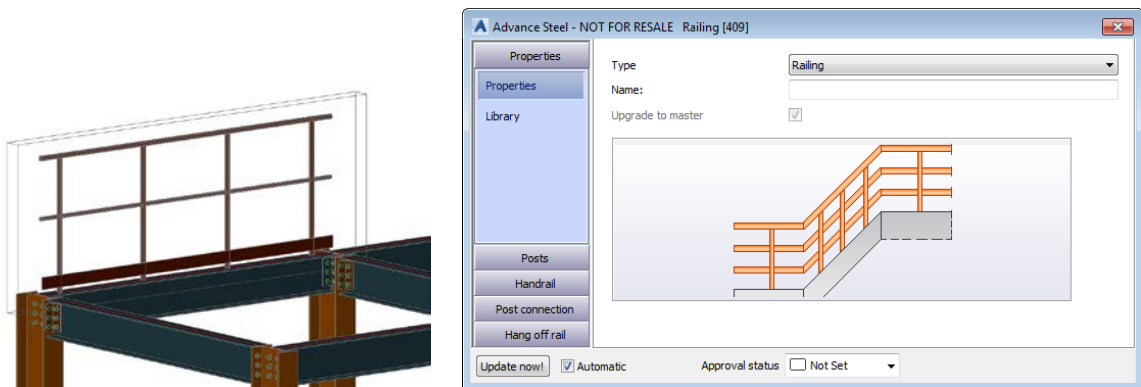 Advance Steel - NOT FOR RESALE Railing [409]
Properties
Properties
Library
Posts
Handrail
Post connection
Hang off rail
Type
Railing
Name:
Upgrade to master
Update now!
Automatic
Approval status
Not Set